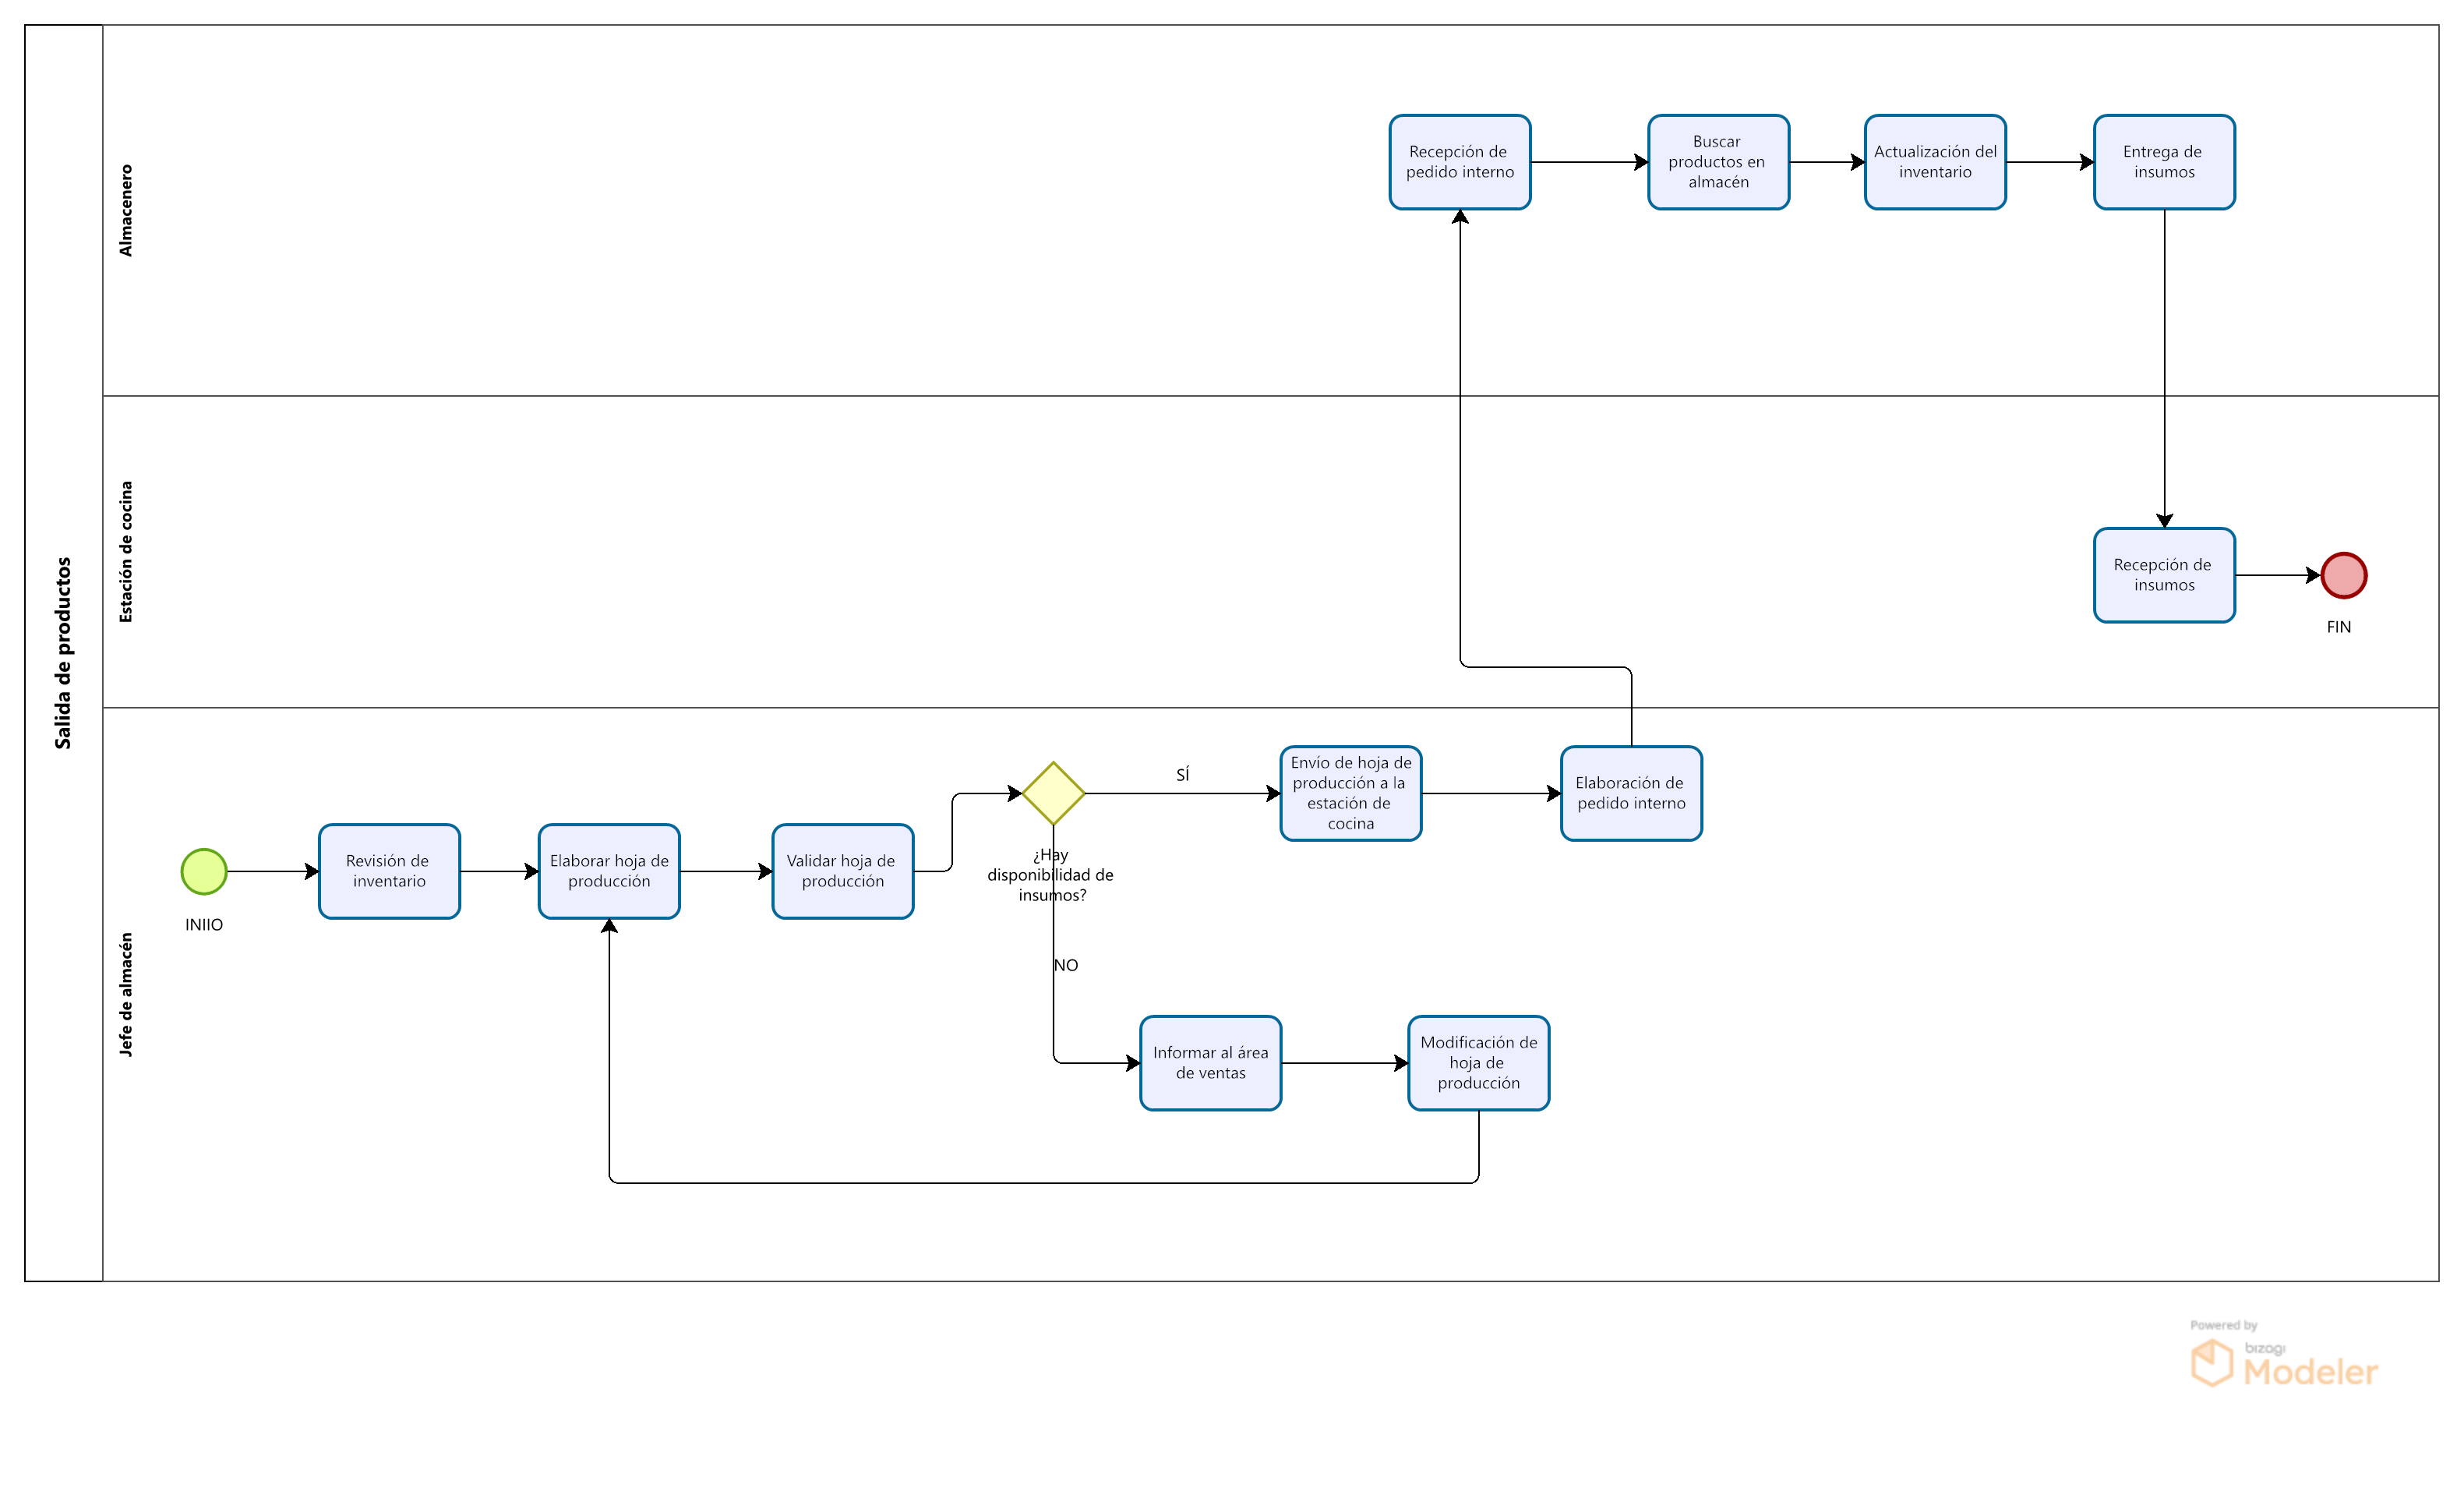 Salida de productos
Almacenero
Recepción de
pedido interno
Buscar
productos en
almacén
Actualización del
inventario
Entrega de
insumos
Estación de cocina
Recepción de
insumos
FIN
Jefe de almacén
INIIO
Revisión de
inventario
Elaborar hoja de
producción
Validar hoja de
producción
¿Hay
disponibilidad de
insumos?
SÍ
Envío de hoja de
producción a la
estación de
cocina
Elaboración de
pedido interno
NO
Informar al área
de ventas
Modificación de
hoja de
producción
Powered by
bizagi
Modeler